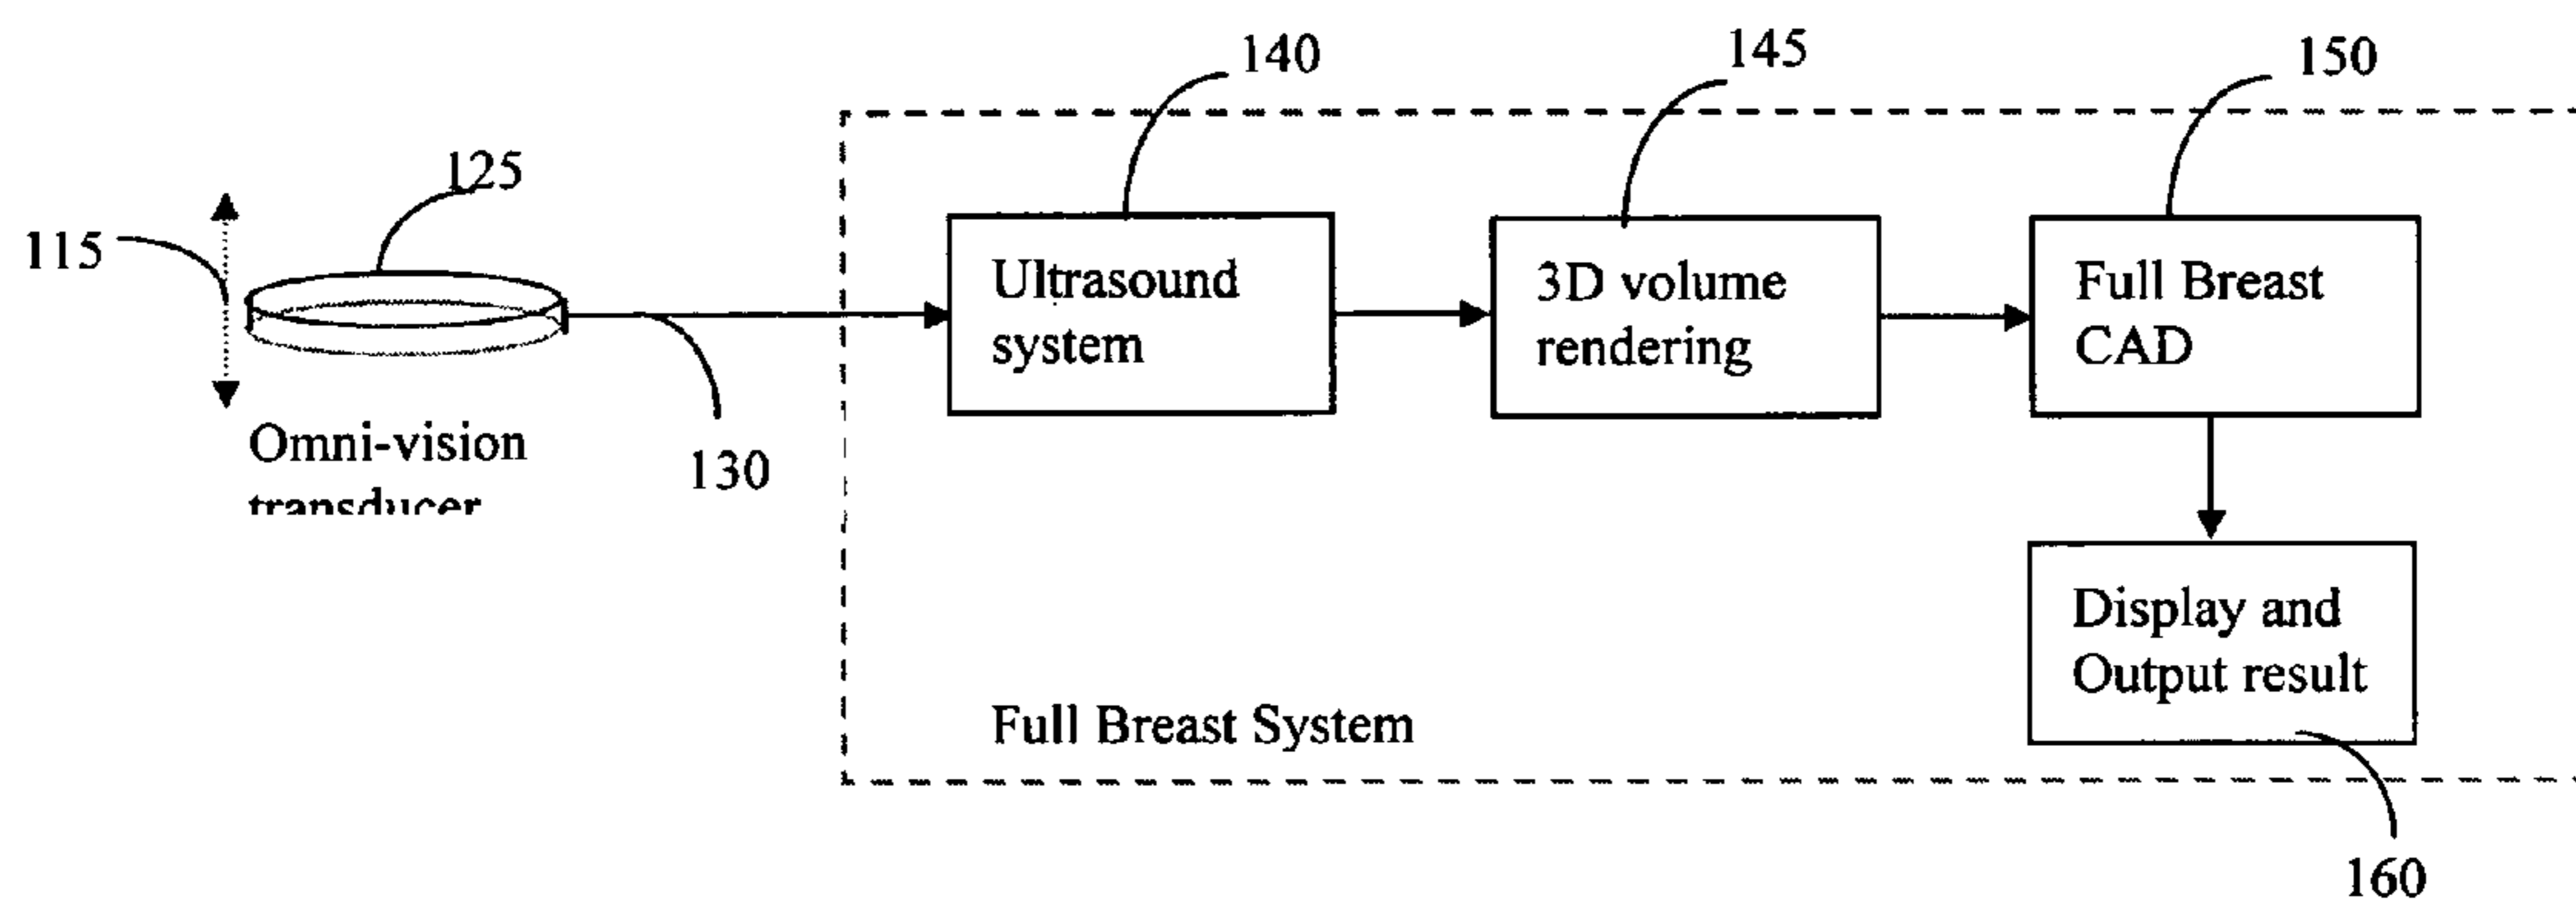 140
145
150
125
115
Ultrasound
system
3D volume
rendering
Full Breast
CAD
Omni-vision
transducer
130
Display and
Output result
Full Breast System
160